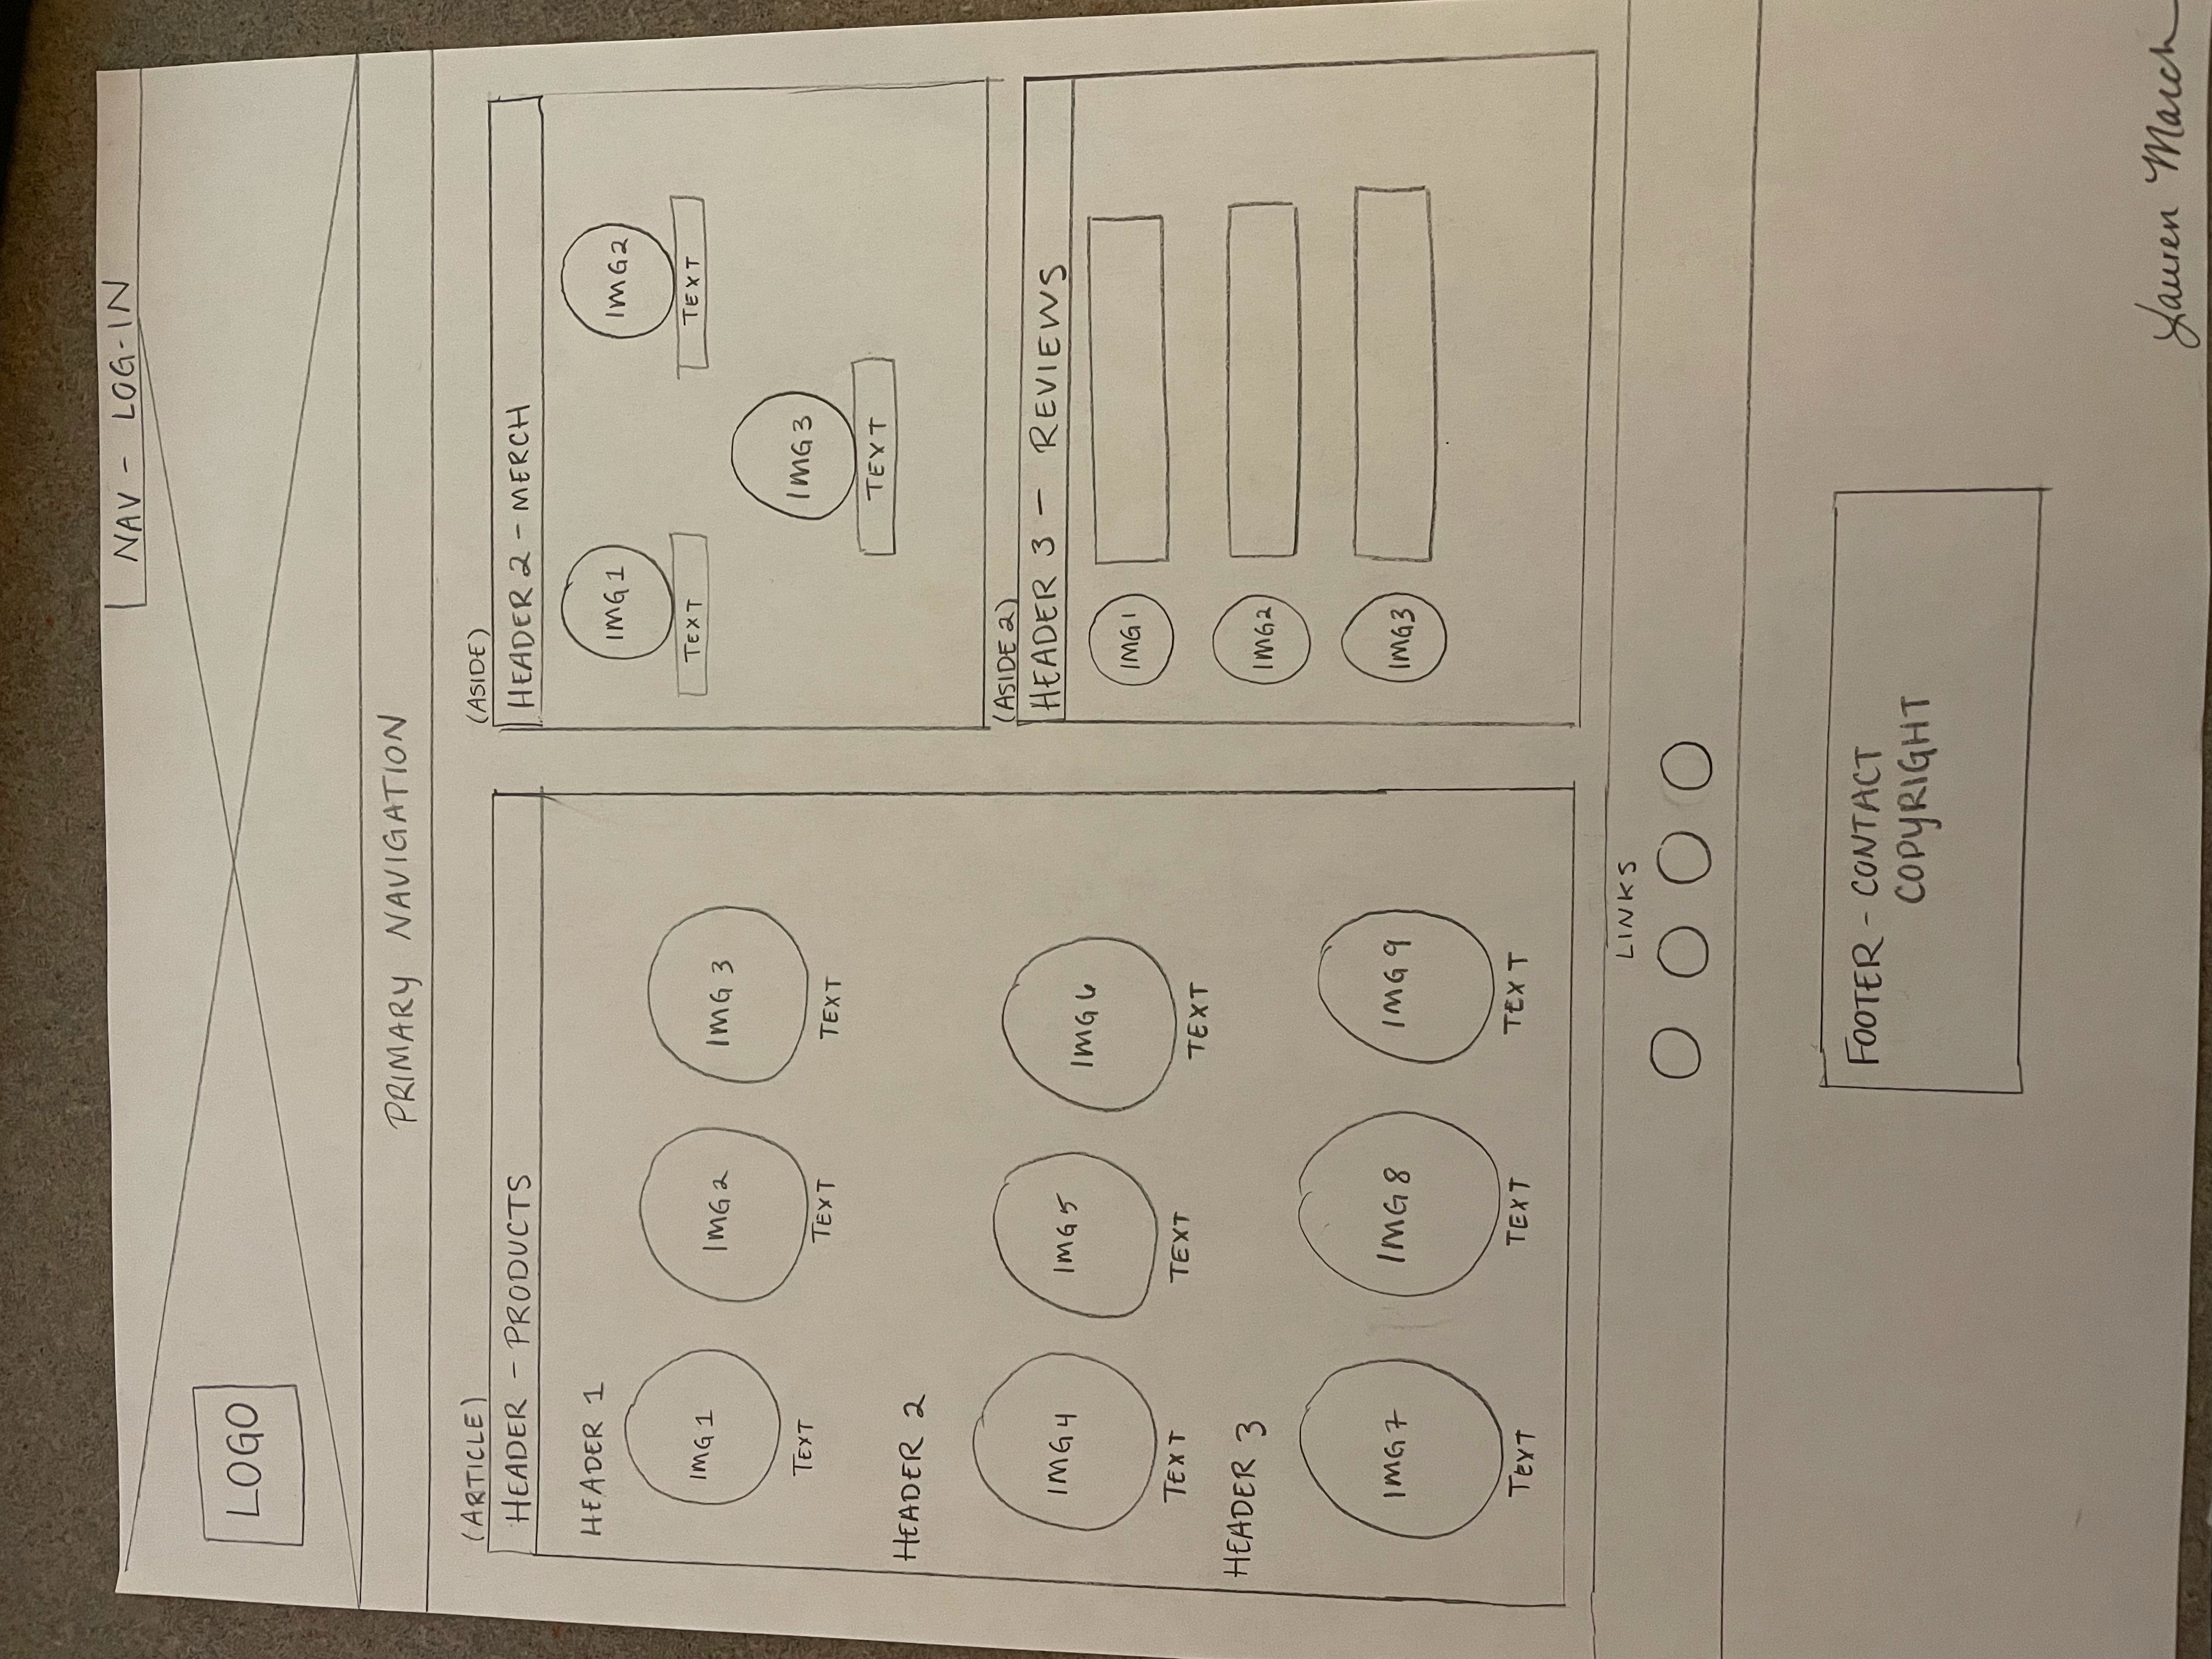 NAV - LOG-IN
LOGO
PRIMARY NAVIGATION
(ARTICLE)
HEADER - PRODUCTS
HEADER 1
IMG 1
IMG 2
IMG 3
TEXT
TEXT
TEXT
HEADER 2
IMG 4
IMG 5
IMG 6
TEXT
TEXT
TEXT
HEADER 3
IMG 7
IMG 8
IMG 9
TEXT
TEXT
TEXT
(ASIDE)
HEADER 2 - MERCH
IMG 1
IMG 2
TEXT
TEXT
IMG 3
TEXT
(ASIDE 2)
HEADER 3 - REVIEWS
IMG 1
IMG 2
IMG 3
LINKS
FOOTER - CONTACT
COPYRIGHT
Lauren March